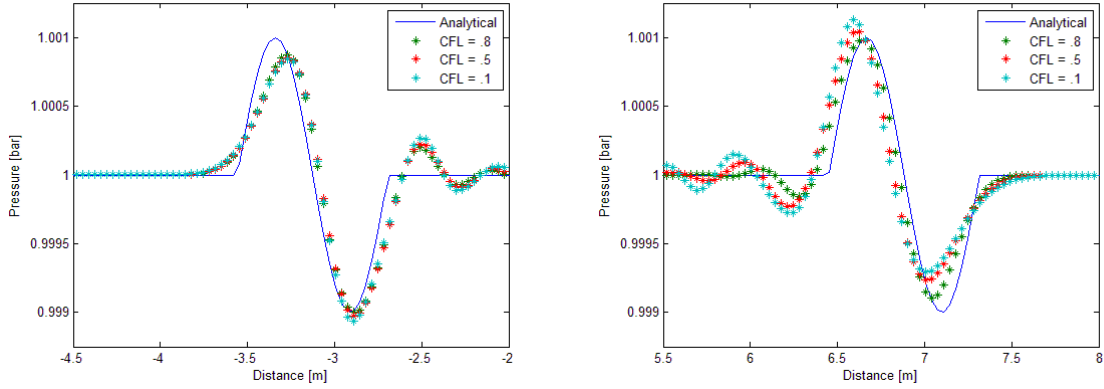 Analytical
CFL = .8
CFL = .5
CFL = .1
1.001
1.0005
1
0.9995
0.999
Pressure [bar]
-4.5 -4 -3.5 -3 -2.5 -2
Distance [m]
Analytical
CFL = .8
CFL = .5
CFL = .1
1.001
1.0005
1
0.9995
0.999
Pressure [bar]
5.5 6 6.5 7 7.5 8
Distance [m]